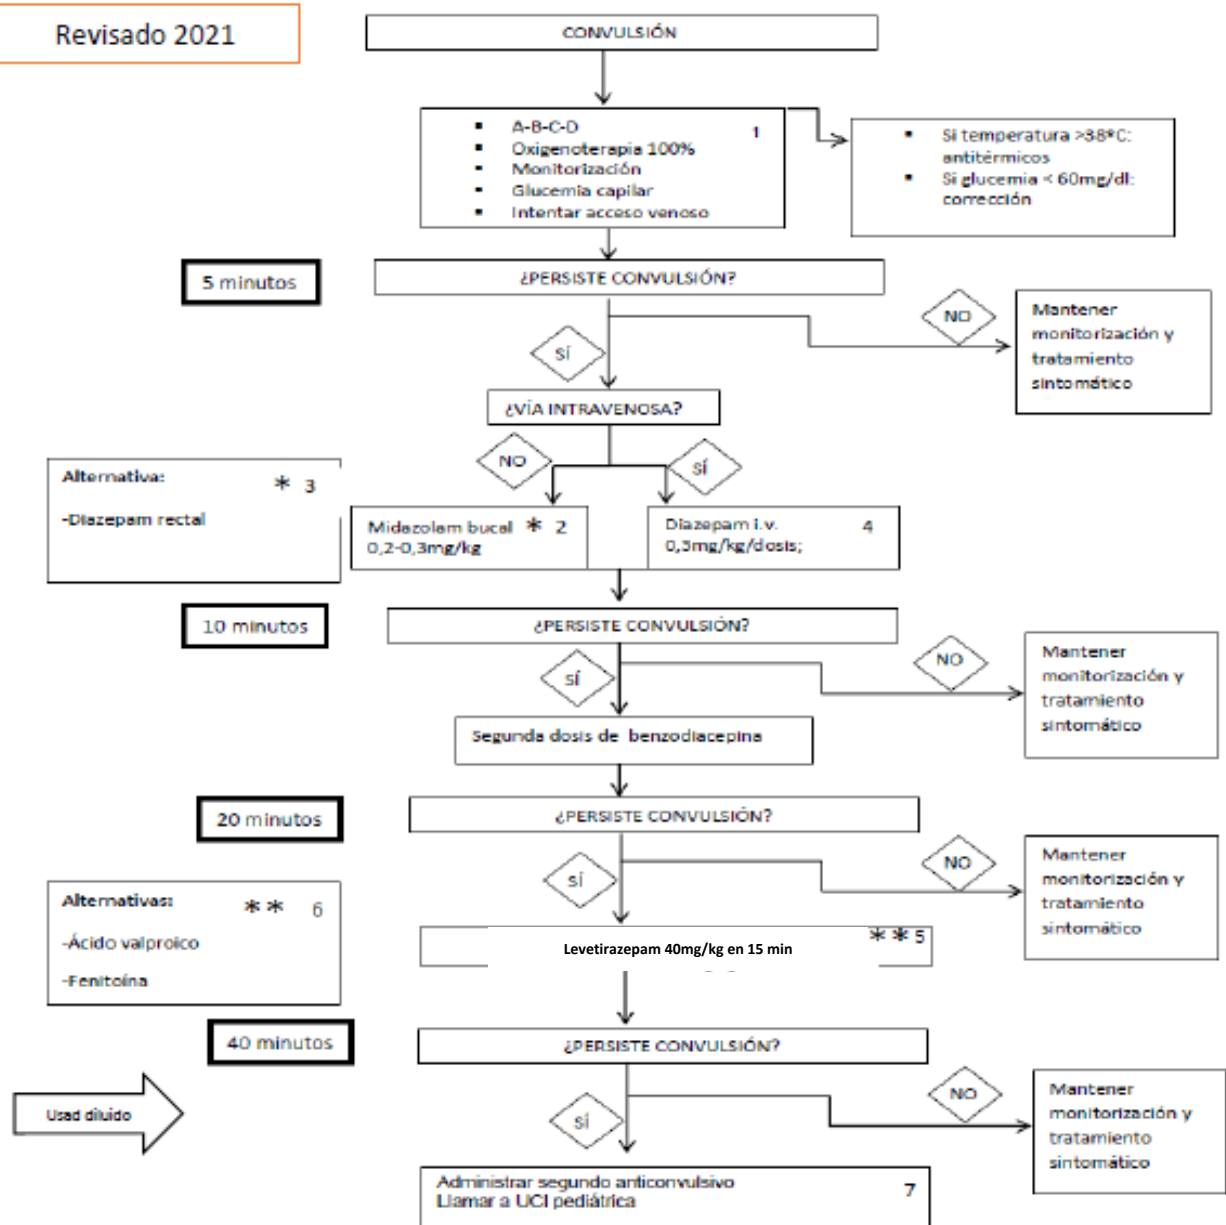 Revisado 2021
CONVULSIÓN
▪ A-B-C-D
1
▪ Oxigenoterapia 100%
▪ Monitorización
▪ Glucemia capilar
▪ Intentar acceso venoso
▪ Si temperatura >38ºC:
antitérmicos
▪ Si glucemia < 60mg/dl:
corrección
5 minutos
¿PERSISTE CONVULSIÓN?
NO
Mantener
monitorización y
tratamiento
sintomático
SÍ
¿VÍA INTRAVENOSA?
NO
SÍ
Alternativa:
* 3
-Diazepam rectal
Midazolam bucal * 2
0,2-0,3mg/kg
Diazepam i.v.
4
0,3mg/kg/dosis;
10 minutos
¿PERSISTE CONVULSIÓN?
NO
Mantener
monitorización y
tratamiento
sintomático
SÍ
Segunda dosis de benzodiacepina
20 minutos
¿PERSISTE CONVULSIÓN?
NO
Mantener
monitorización y
tratamiento
sintomático
SÍ
Alternativas:
** 6
-Ácido valproico
-Fenitoína
Levetirazepam 40mg/kg en 15 min
**5
40 minutos
¿PERSISTE CONVULSIÓN?
NO
Mantener
monitorización y
tratamiento
sintomático
Usad diluido
SÍ
Administrar segundo anticonvulsivo
7
Llamar a UCI pediátrica